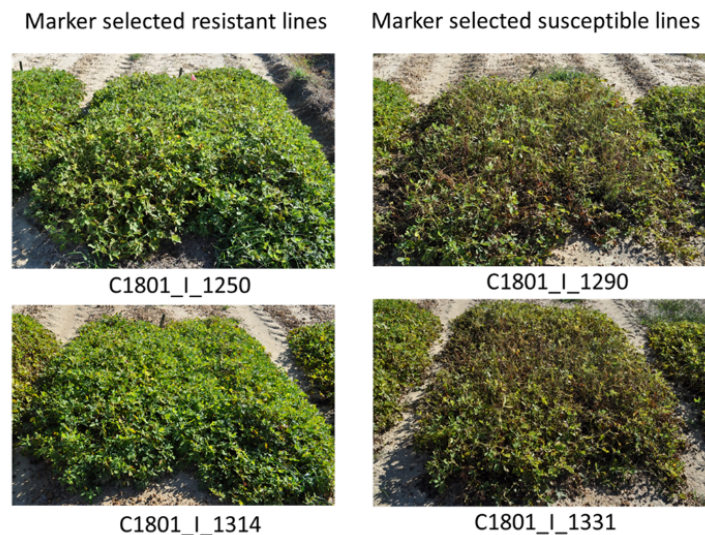 Marker selected resistant lines
Marker selected susceptible lines
C1801_I_1250
C1801_I_1290
C1801_I_1314
C1801_I_1331